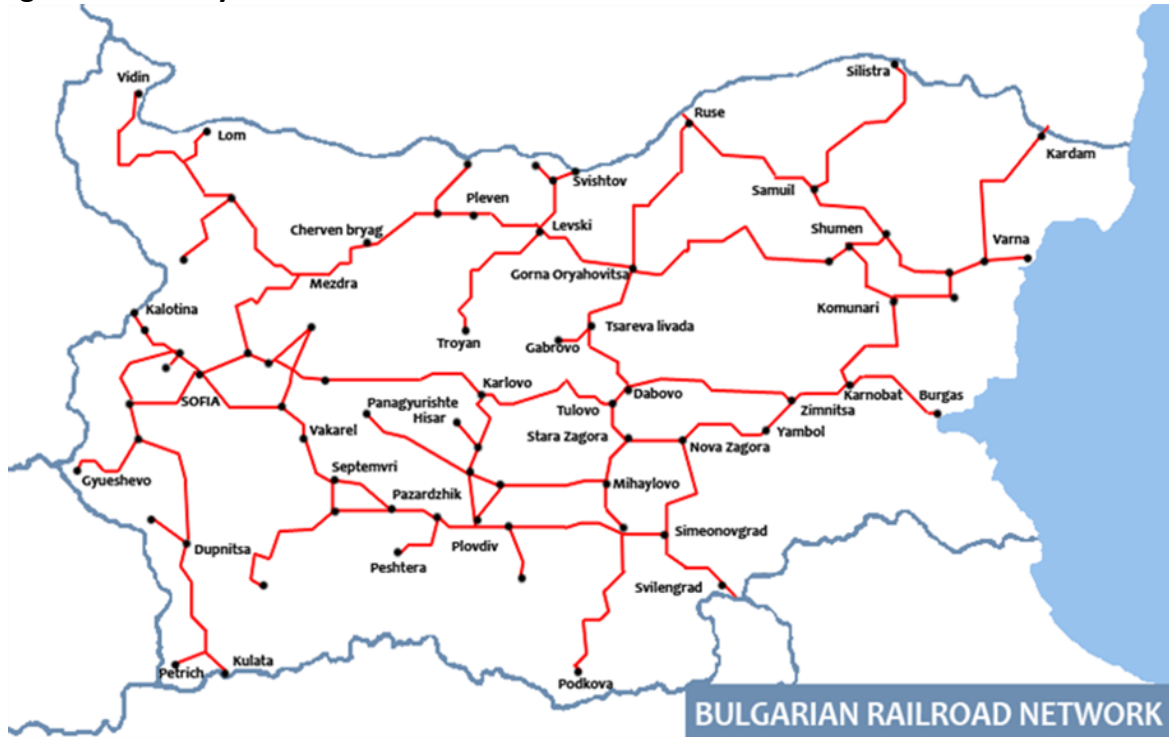 Vidin
Silistra
Lom
Ruse
Kardam
Svishtov
Samuil
Pleven
Levski
Cherven bryag
Shumen
Varna
Gorna Oryahovitsa
Mezdra
Komunari
Kalotina
Tsareva livada
Troyan
Gabrovo
SOFIA
Karlovo
Dabovo
Karnobat
Burgas
Panagyurishte
Tulovo
Zimnitsa
Hisar
Vakarel
Stara Zagora
Nova Zagora
Yambol
Gyueshevo
Septemvri
Mihaylovo
Pazardzhik
Simeonovgrad
Plovdiv
Dupnitsa
Peshtera
Svilengrad
Petrich
Kulata
Podkova
BULGARIAN RAILROAD NETWORK